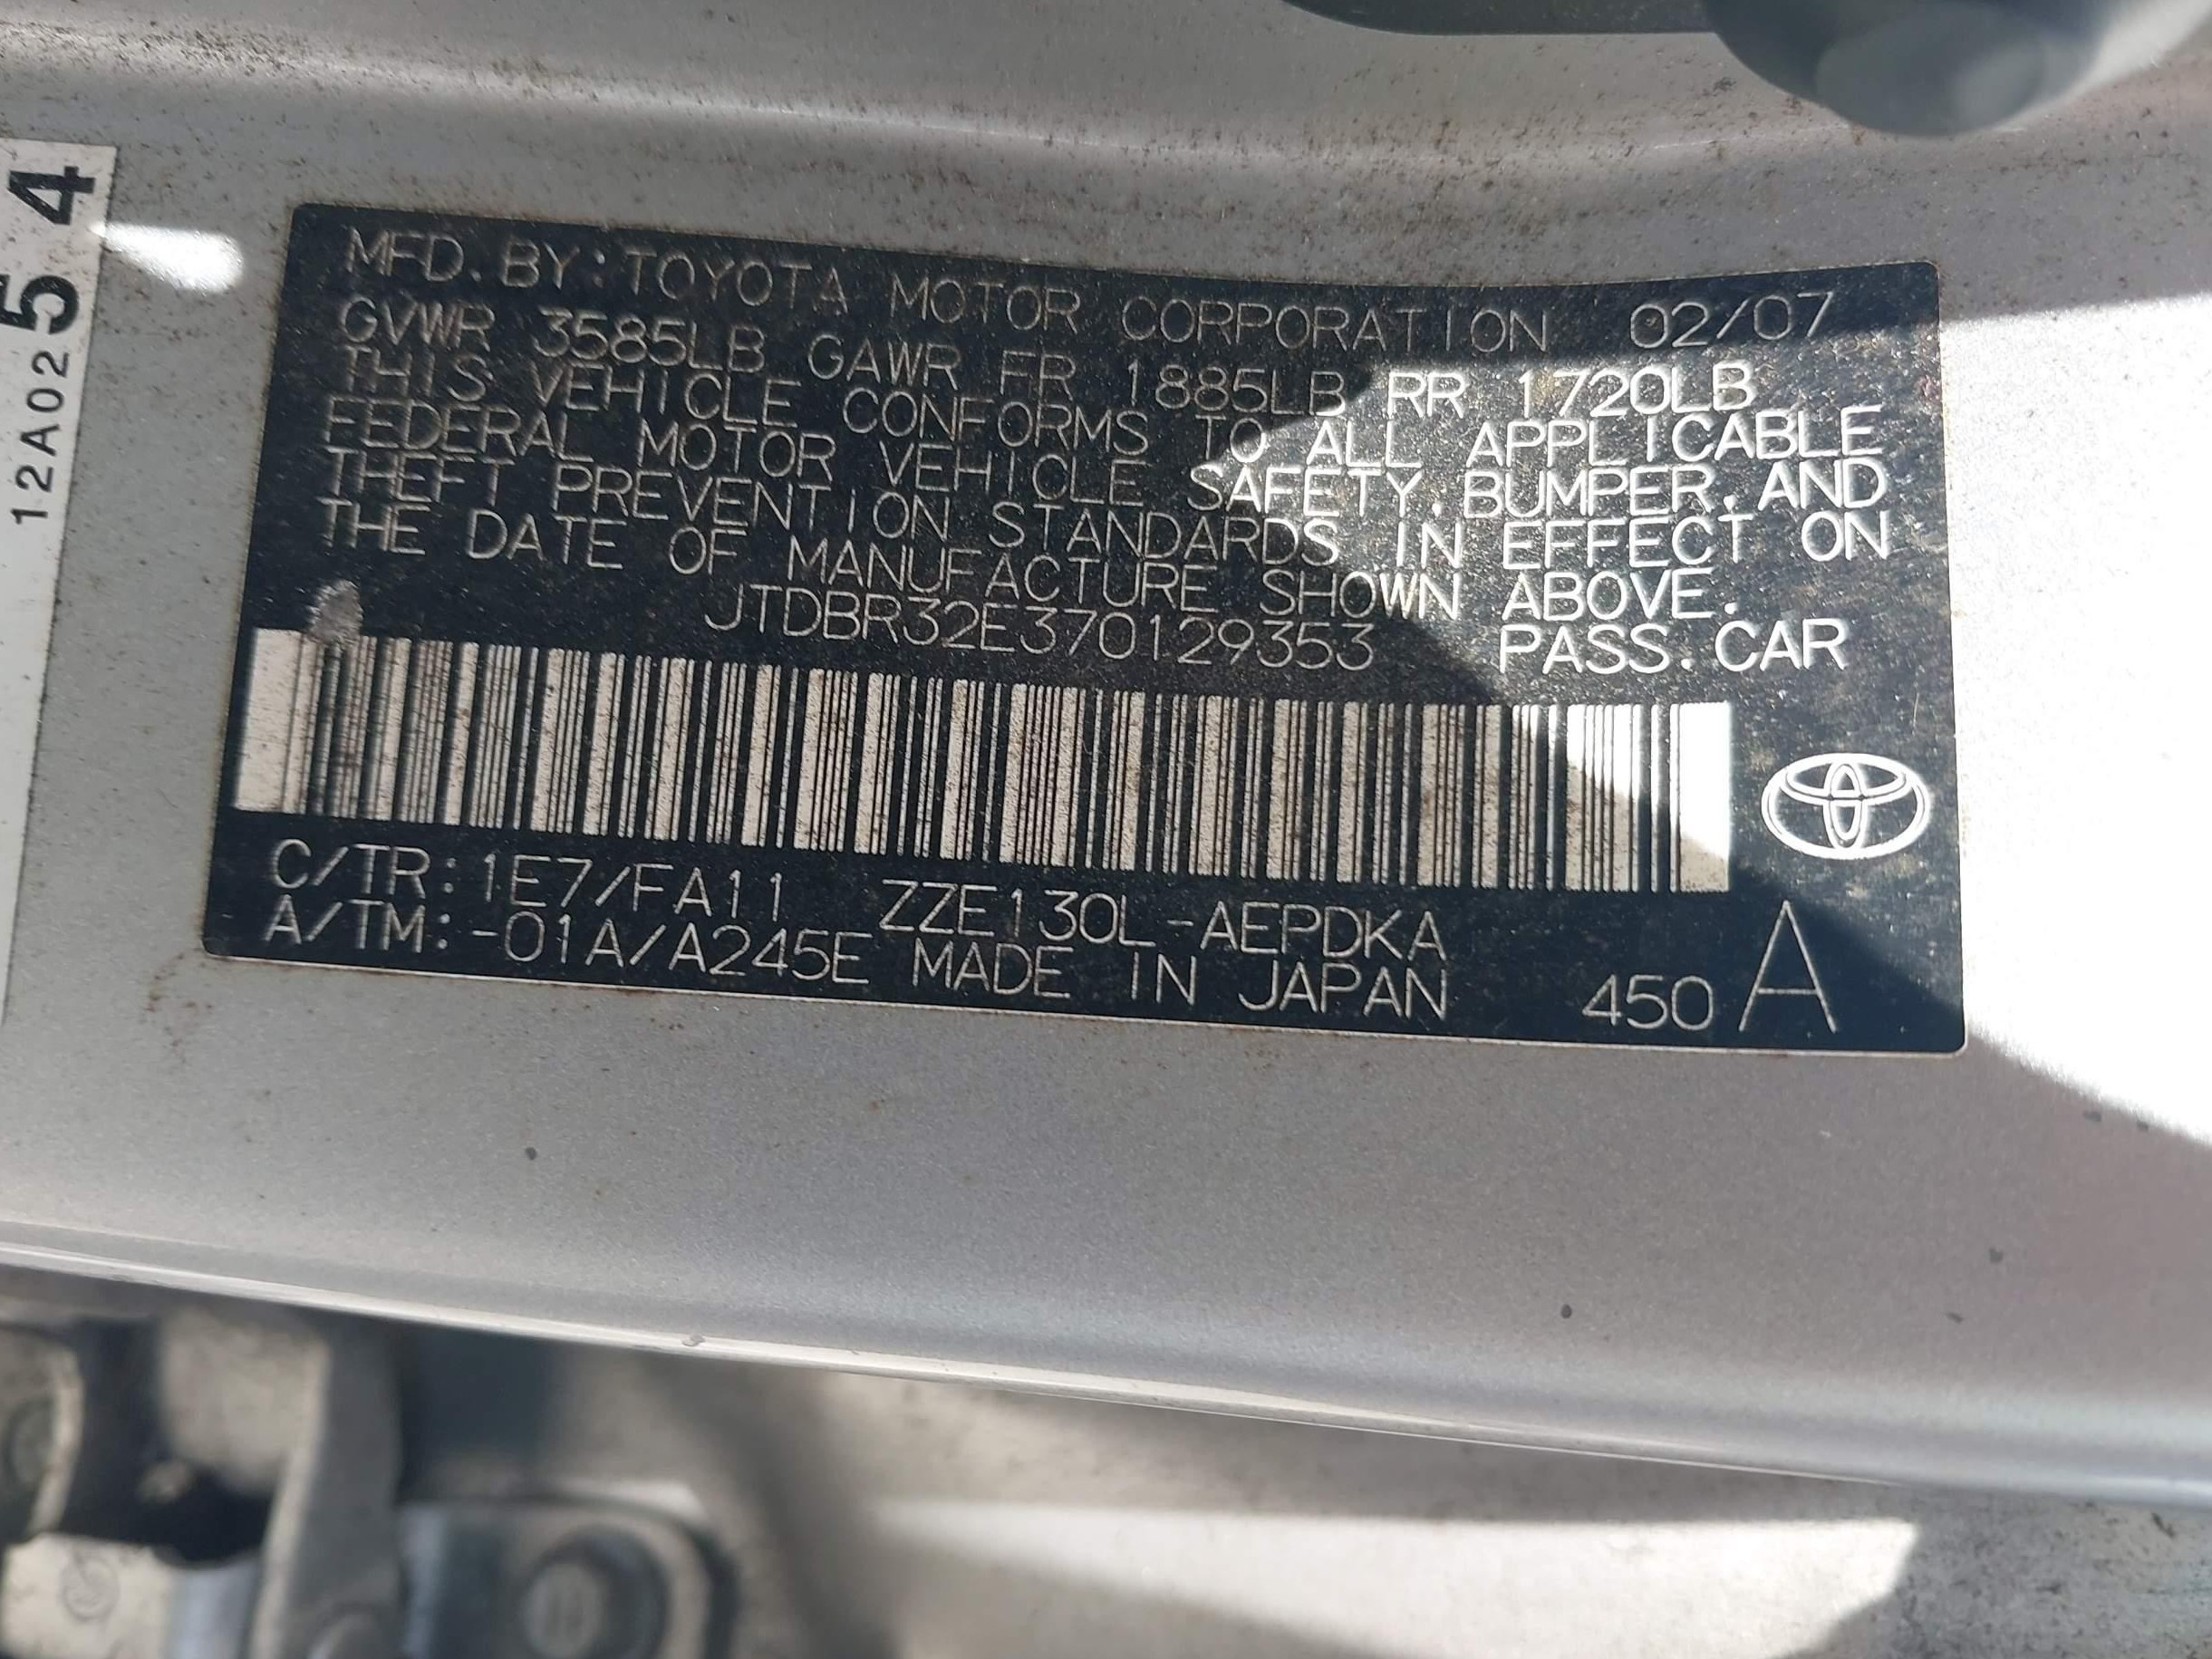 MFD. BY: TOYOTA MOTOR CORPORATION 02/07
GVWR 3585LB GAWR FR 1885LB RR 1720LB
THIS VEHICLE CONFORMS TO ALL APPLICABLE
FEDERAL MOTOR VEHICLE SAFETY, BUMPER, AND
THEFT PREVENTION STANDARDS IN EFFECT ON
THE DATE OF MANUFACTURE SHOWN ABOVE.
JTDBR32E370129353 PASS. CAR
C/TR: 1E7/FA11 ZZE130L-AEPDKA
A/TM: -01A/A245E MADE IN JAPAN 450 A
12A02 54